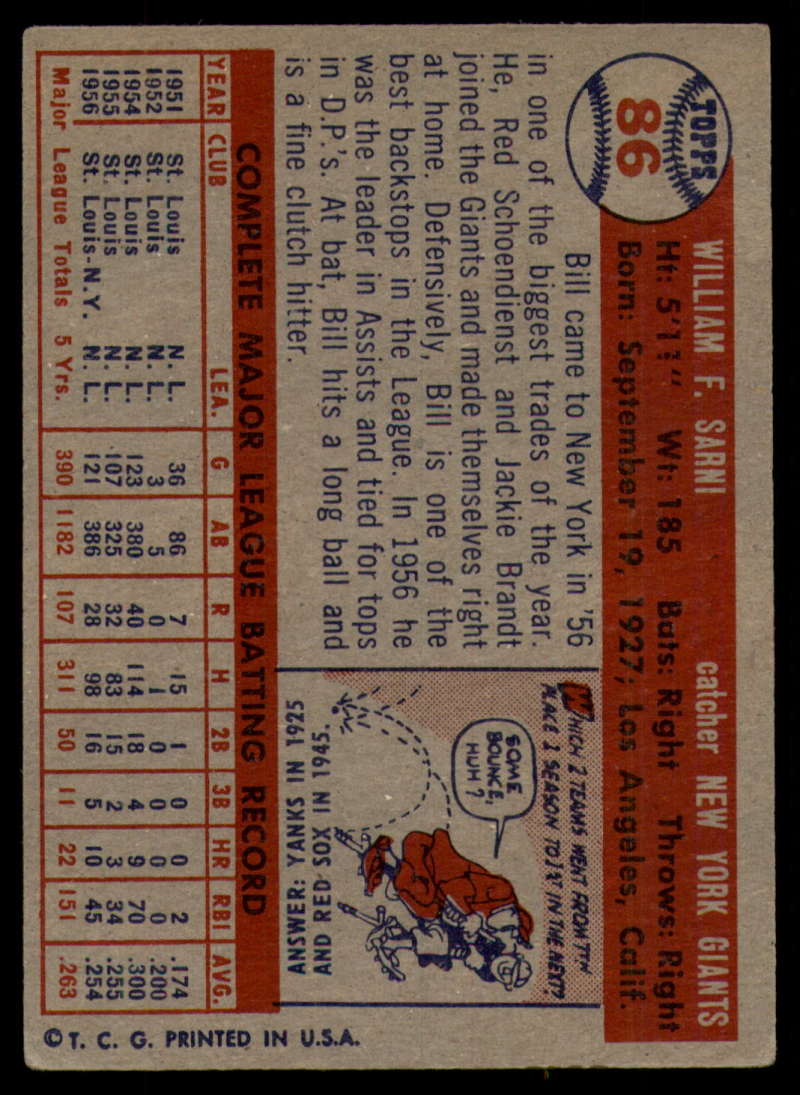 TOPPS
86
WILLIAM F. SARNI catcher NEW YORK GIANTS
Ht: 5'11" Wt: 185 Bats: Right Throws: Right
Born: September 19, 1927; Los Angeles, Calif.
Bill came to New York in '56
in one of the biggest trades of the year.
He, Red Schoendienst and Jackie Brandt
joined the Giants and made themselves right
at home. Defensively, Bill is one of the
best backstops in the League. In 1956 he
was the leader in Assists and tied for tops
in D.P.'s. At bat, Bill hits a long ball and
is a fine clutch hitter.
WHICH 2 TEAMS WENT FROM 7TH
PLACE 1 SEASON TO 1ST IN THE NEXT?
SOME
BOUNCE,
HUH?
ANSWER: YANKS IN 1925
AND RED SOX IN 1945.
COMPLETE MAJOR LEAGUE BATTING RECORD
YEAR CLUB LEA. G AB R H 2B 3B HR RBI AVG.
1951 St. Louis N. L. 36 86 7 15 1 0 0 2 .174
1952 St. Louis N. L. 3 5 0 1 0 0 0 0 .200
1954 St. Louis N. L. 123 380 40 114 18 4 9 70 .300
1955 St. Louis N. L. 107 325 32 83 15 2 3 34 .255
1956 St. Louis-N.Y. N. L. 121 386 28 98 16 5 10 45 .254
Major League Totals 5 Yrs. 390 1182 107 311 50 11 22 151 .263
© T. C. G. PRINTED IN U.S.A.